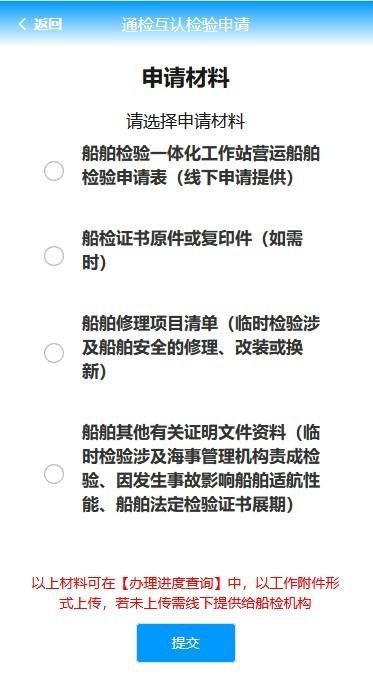 返回
通检互认检验申请
申请材料
请选择申请材料
船舶检验一体化工作站营运船舶
检验申请表（线下申请提供）
船检证书原件或复印件（如需
时）
船舶修理项目清单（临时检验涉
及船舶安全的修理、改装或换
新）
船舶其他有关证明文件资料（临
时检验涉及海事管理机构责成检
验、因发生事故影响船舶适航性
能、船舶法定检验证书展期）
以上材料可在【办理进度查询】中，以工作附件形
式上传，若未上传需线下提供给船检机构
提交